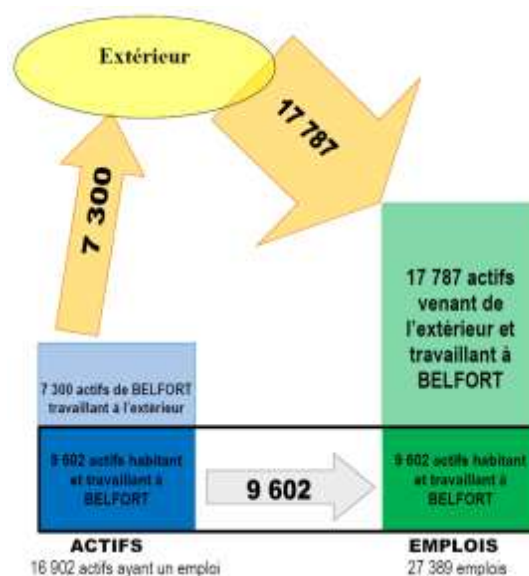 Extérieur
17 787
7 300
17 787 actifs
venant de
l'extérieur et
travaillant à
BELFORT
7 300 actifs de BELFORT
travaillant à l'extérieur
9 602 actifs habitant
et travaillant à
BELFORT
9 602
9 602 actifs habitant
et travaillant à
BELFORT
ACTIFS
16 902 actifs ayant un emploi
EMPLOIS
27 389 emplois